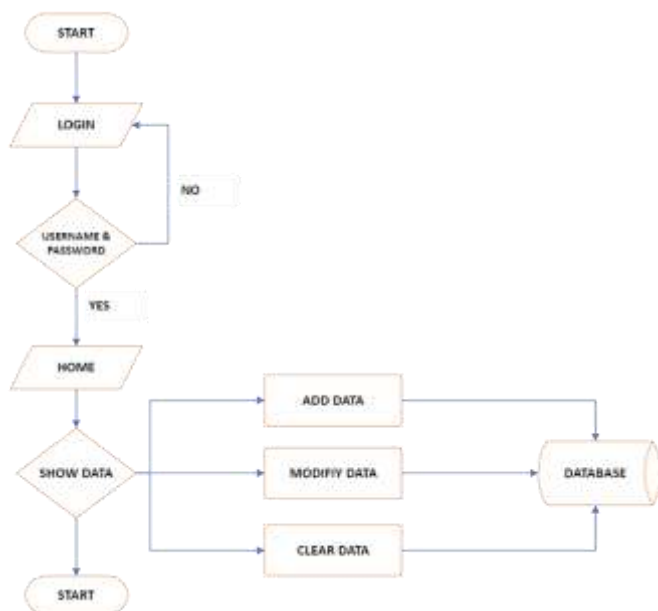 START
LOGIN
NO
USERNAME &
PASSWORD
YES
HOME
ADD DATA
SHOW DATA
MODIFIY DATA
DATABASE
CLEAR DATA
START